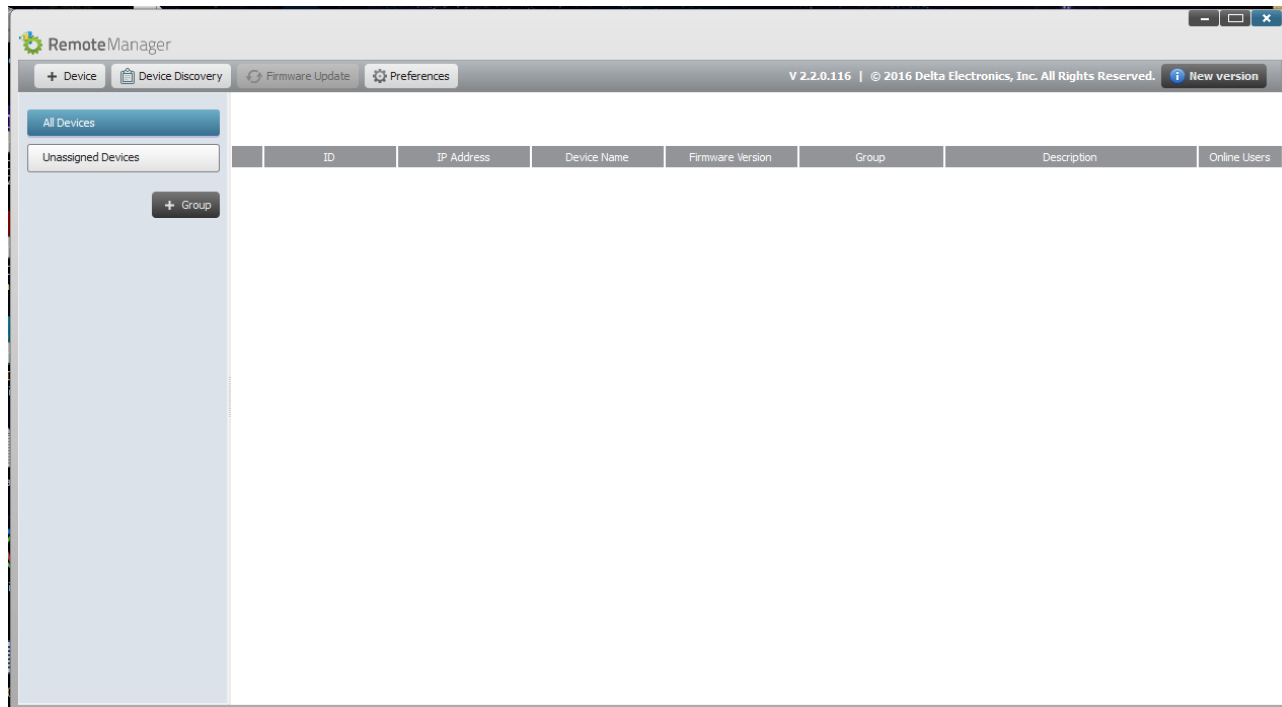 RemoteManager
+ Device Device Discovery Firmware Update Preferences V 2.2.0.116 | © 2016 Delta Electronics, Inc. All Rights Reserved. New version
All Devices
Unassigned Devices
+ Group
ID IP Address Device Name Firmware Version Group Description Online Users